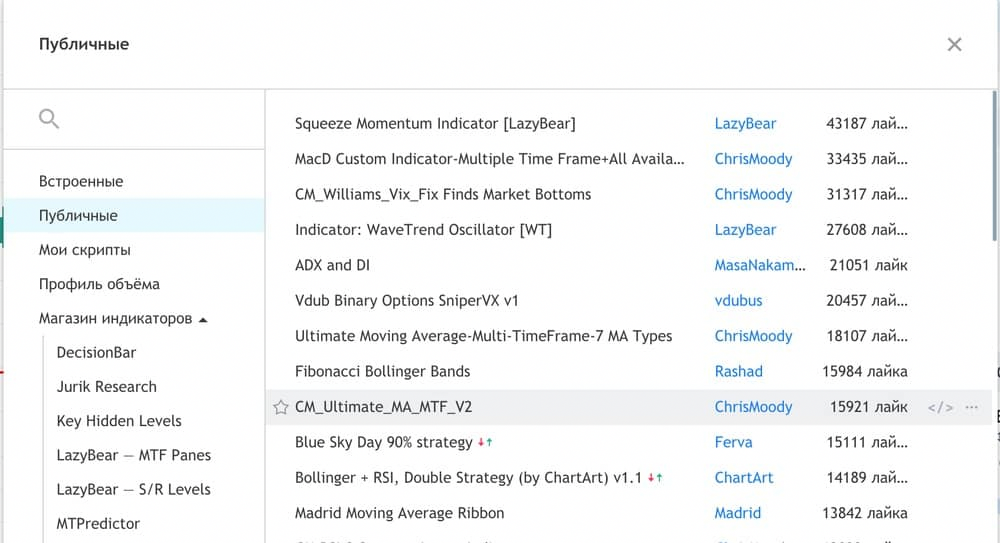 Публичные
Встроенные
Публичные
Мои скрипты
Профиль объёма
Магазин индикаторов
DecisionBar
Jurik Research
Key Hidden Levels
LazyBear — MTF Panes
LazyBear — S/R Levels
MTPredictor
Squeeze Momentum Indicator [LazyBear] LazyBear 43187 лай...
MacD Custom Indicator-Multiple Time Frame+All Availa... ChrisMoody 33435 лай...
CM_Williams_Vix_Fix Finds Market Bottoms ChrisMoody 31317 лай...
Indicator: WaveTrend Oscillator [WT] LazyBear 27608 лай...
ADX and DI MasaNakam... 21051 лайк
Vdub Binary Options SniperVX v1 vdubus 20457 лай...
Ultimate Moving Average-Multi-TimeFrame-7 MA Types ChrisMoody 18107 лай...
Fibonacci Bollinger Bands Rashad 15984 лайка
CM_Ultimate_MA_MTF_V2 ChrisMoody 15921 лайк </> ...
Blue Sky Day 90% strategy Ferva 15111 лай...
Bollinger + RSI, Double Strategy (by ChartArt) v1.1 ChartArt 14189 лай...
Madrid Moving Average Ribbon Madrid 13842 лайка